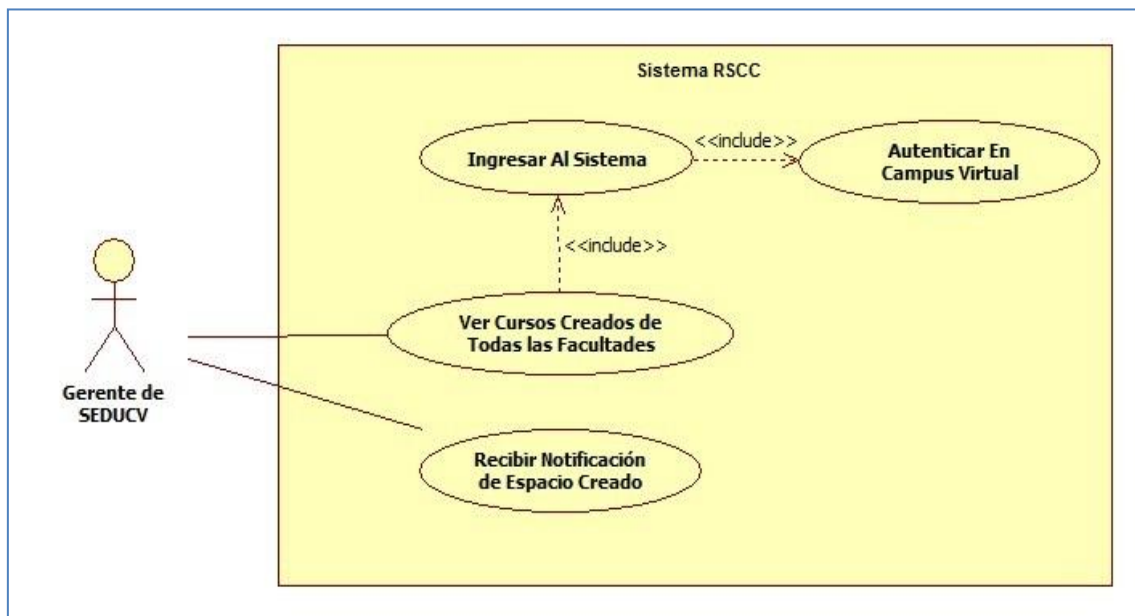 Sistema RSCC
Ingresar Al Sistema
<<include>>
Autenticar En
Campus Virtual
<<include>>
Ver Cursos Creados de
Todas las Facultades
Gerente de
SEDUCV
Recibir Notificación
de Espacio Creado